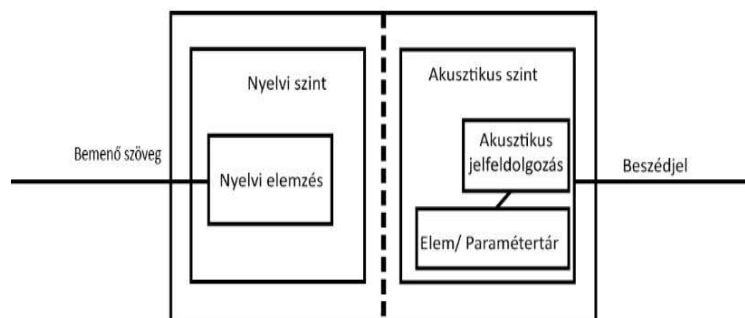 Bemenő szöveg
Nyelvi szint
Nyelvi elemzés
Akusztikus szint
Akusztikus
jelfeldolgozás
Elem/ Paramétertár
Beszédjel